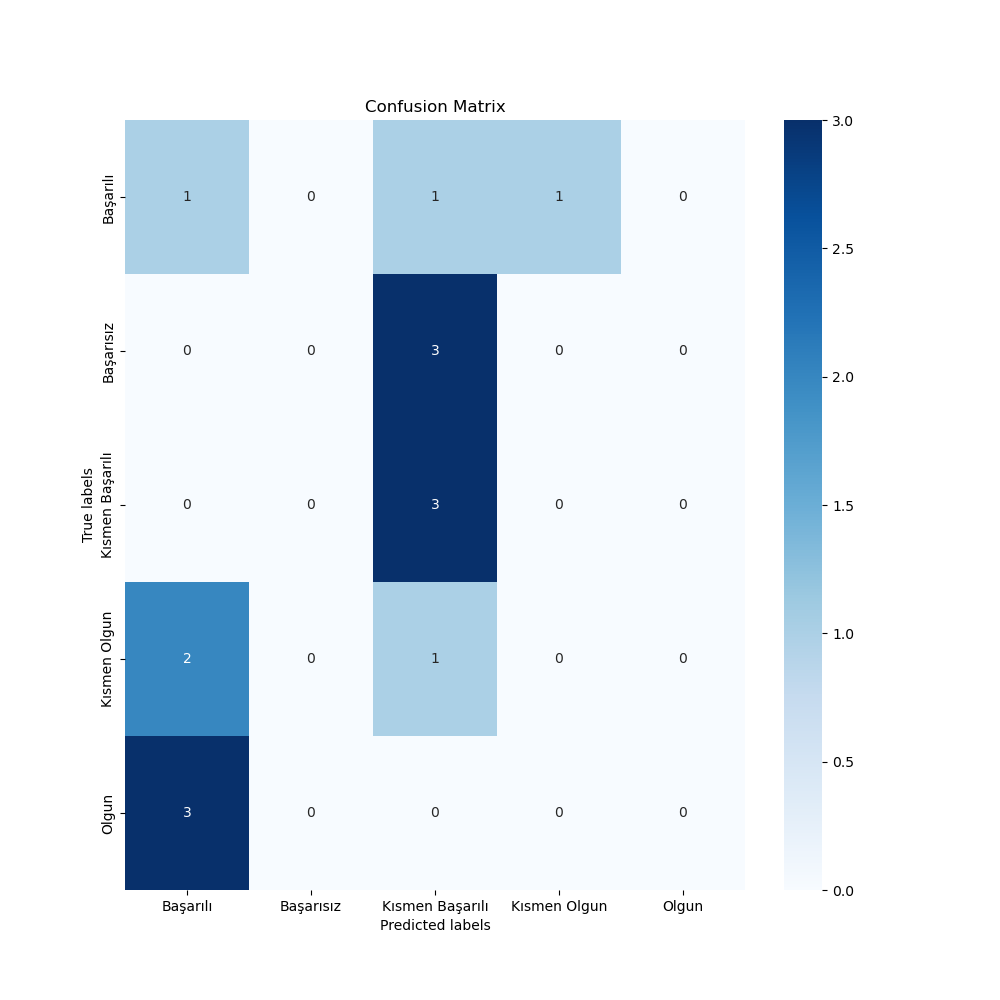 Confusion Matrix
True labels
Başarılı
1 0 1 1 0
Başarısız
0 0 3 0 0
Kısmen Başarılı
0 0 3 0 0
Kısmen Olgun
2 0 1 0 0
Olgun
3 0 0 0 0
Başarılı Başarısız Kısmen Başarılı Kısmen Olgun Olgun
Predicted labels
3.0
2.5
2.0
1.5
1.0
0.5
0.0